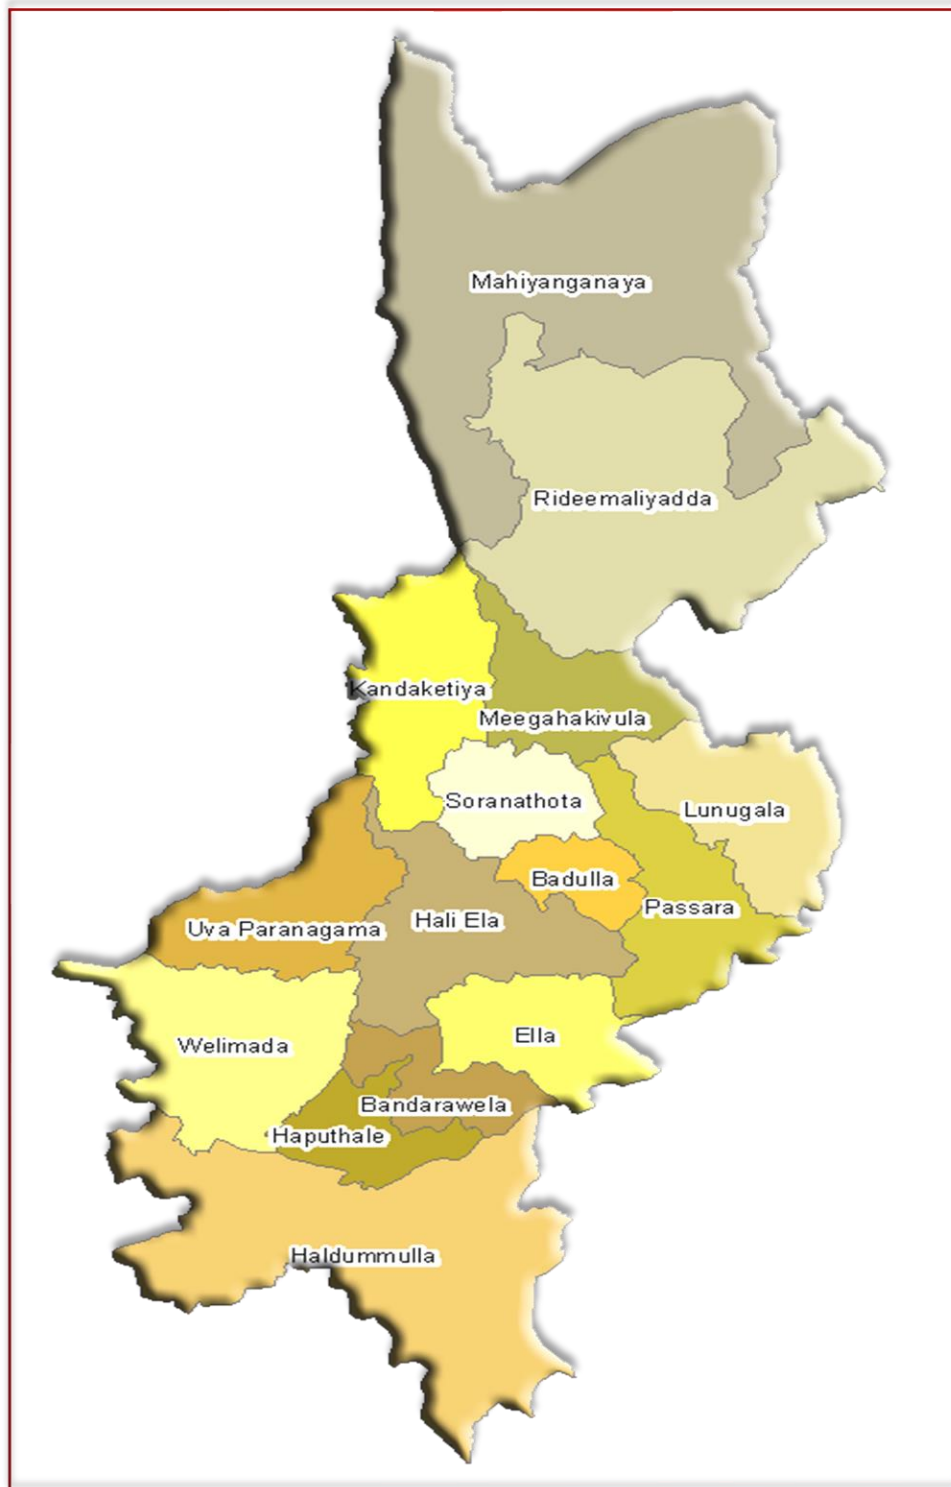 Mahiyanganaya
Rideemaliyadda
Kandaketiya
Meegahakivula
Soranathota
Lunugala
Badulla
Passara
Hali Ela
Uva Paranagama
Ella
Welimada
Bandarawela
Haputhale
Haldummulla